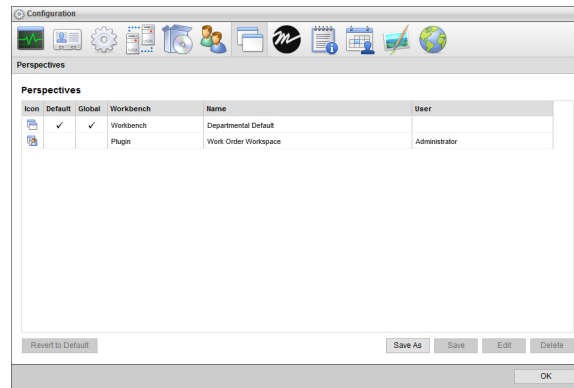 Configuration
Perspectives
Perspectives
Icon Default Global Workbench Name User
Workbench Departmental Default
Plugin Work Order Workspace Administrator
Revert to Default Save As Save Edit Delete
OK